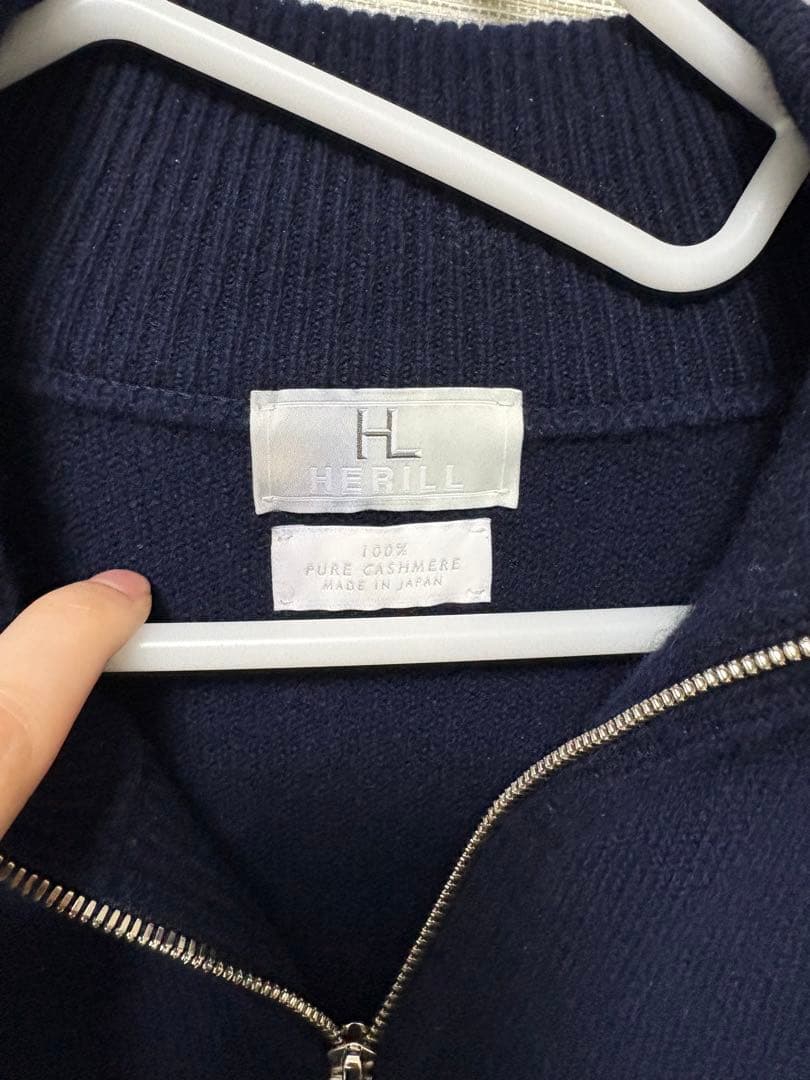 HL
HERILL
100%
PURE CASHMERE
MADE IN JAPAN